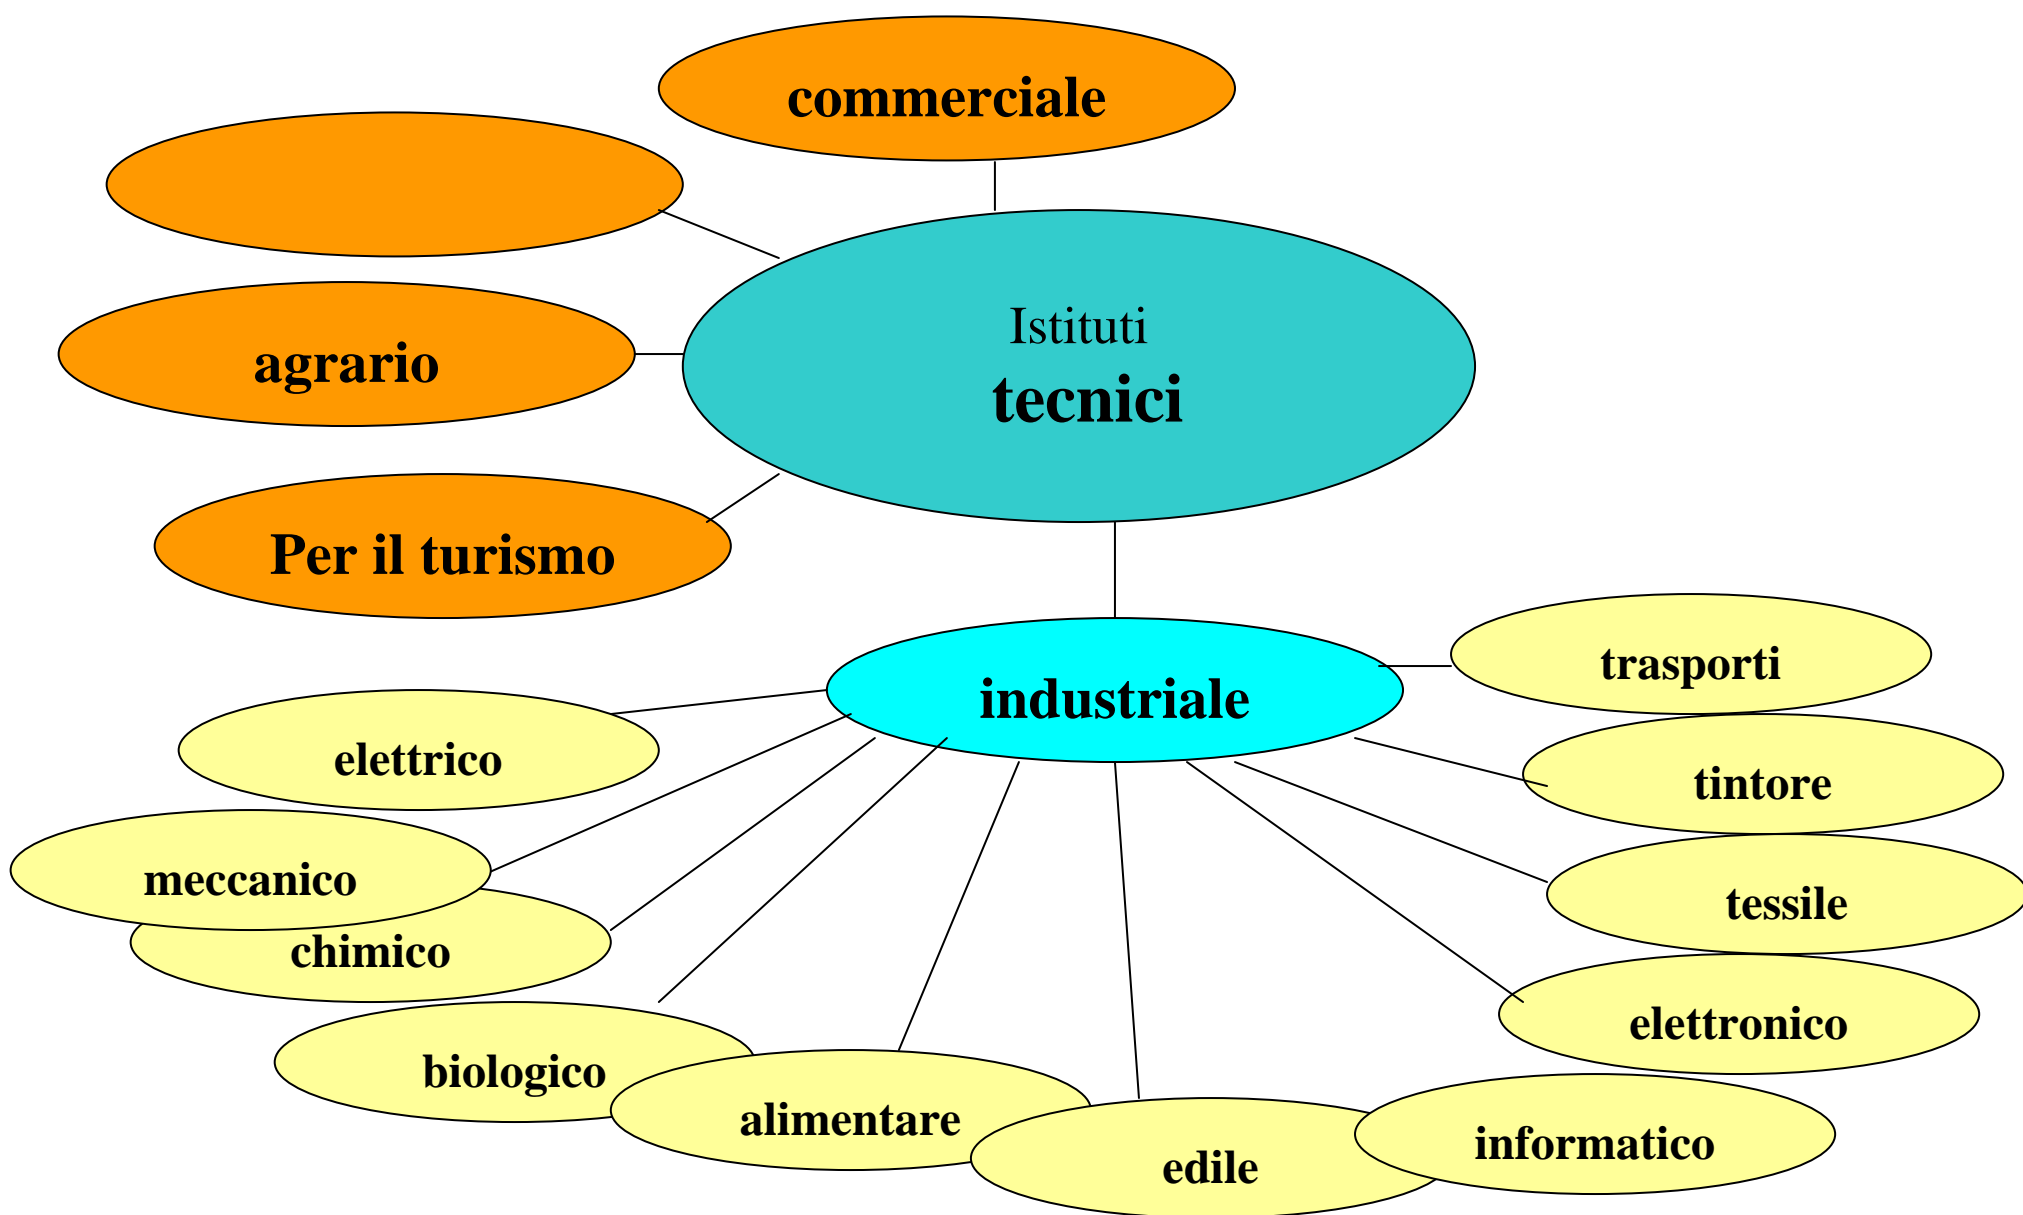 commerciale
Istituti
tecnici
agrario
Per il turismo
industriale
trasporti
elettrico
tintore
meccanico
tessile
chimico
elettronico
biologico
alimentare
informatico
edile